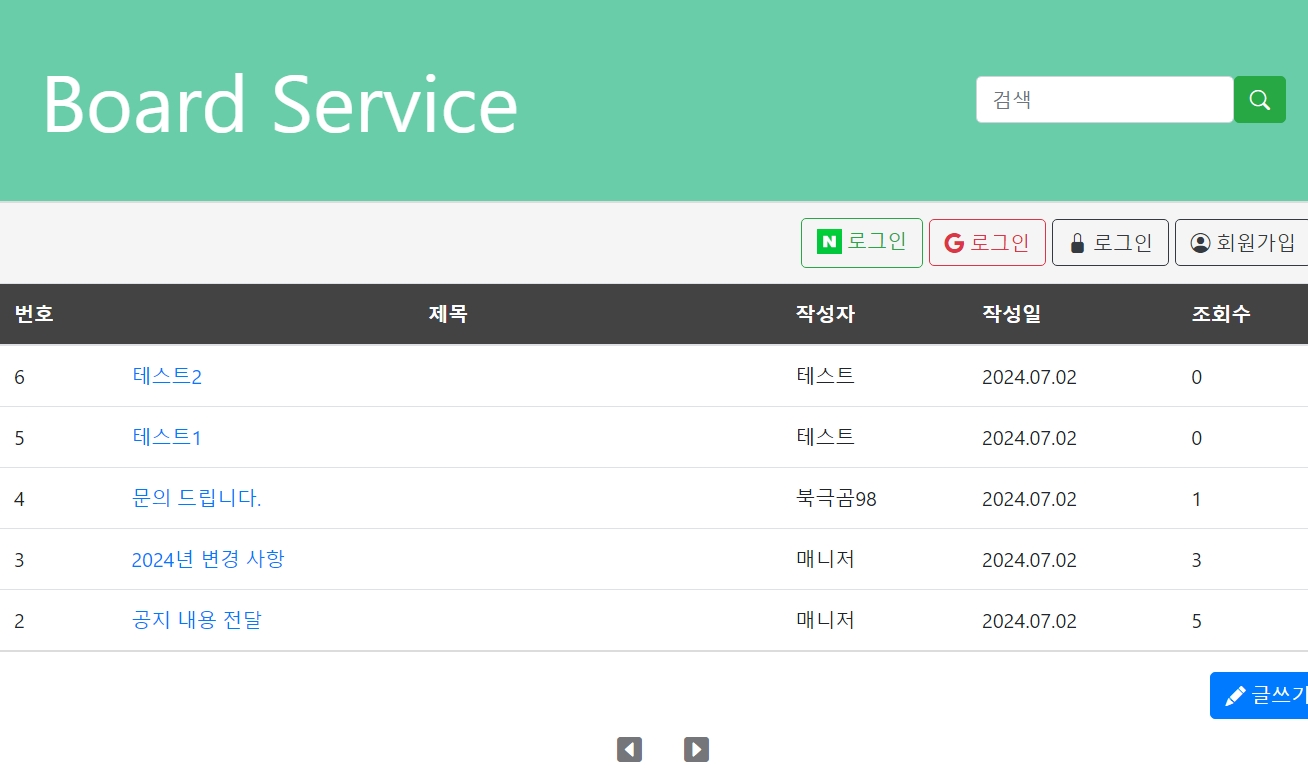 Board Service
검색
N 로그인 G 로그인 로그인 회원가입
번호 제목 작성자 작성일 조회수
6 테스트2 테스트 2024.07.02 0
5 테스트1 테스트 2024.07.02 0
4 문의 드립니다. 북극곰98 2024.07.02 1
3 2024년 변경 사항 매니저 2024.07.02 3
2 공지 내용 전달 매니저 2024.07.02 5
글쓰기